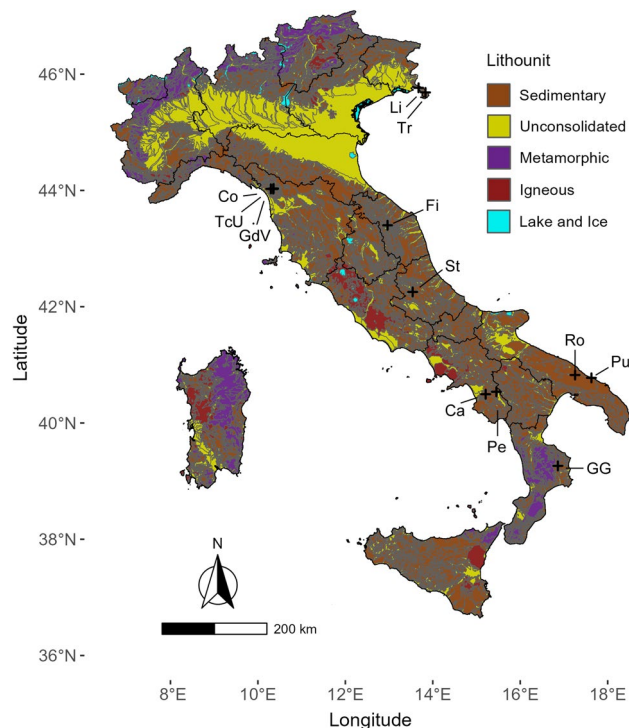 46°N
44°N
42°N
40°N
38°N
36°N
Latitude
8°E
10°E
12°E
14°E
16°E
18°E
Longitude
Lithounit
Sedimentary
Unconsolidated
Metamorphic
Igneous
Lake and Ice
Li
Tr
Co
TcU
GdV
Fi
St
Ro
Pu
Ca
Pe
GG
N
200 km